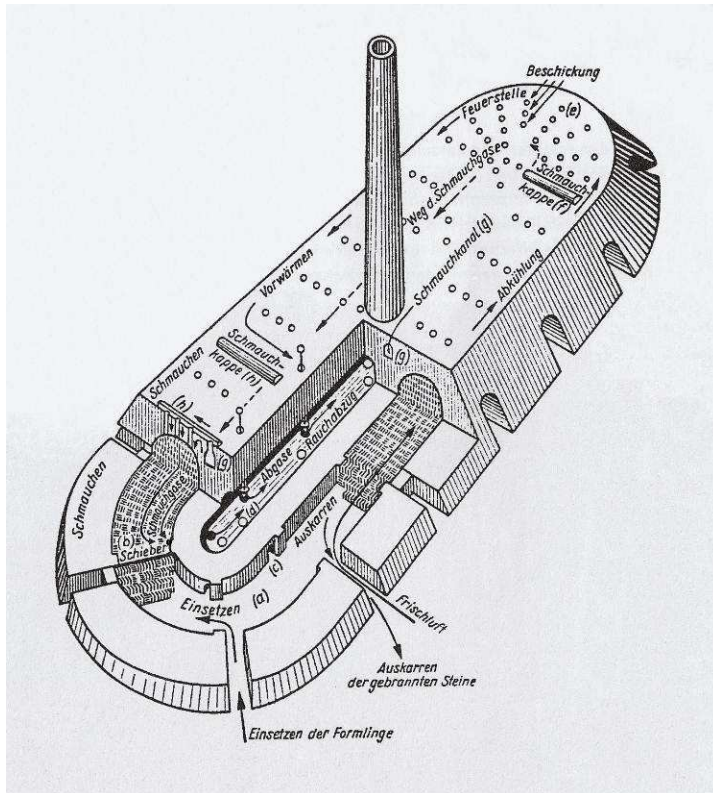 Beschickung
Feuerstelle
(e)
Schmauch-
kappe (f)
Weg d. Schmauchgase
Schmauchkanal (g)
Abkühlung
Vorwärmen
Schmauch-
kappe (h)
Schmauchen
(h)
(g)
g
Rauchabzug
Abgase
(d)
Schmauchen
Schmauchgase
(b)
Schieber
Auskarren
(c)
Einsetzen (a)
Frischluft
Auskarren
der gebrannten Steine
Einsetzen der Formlinge